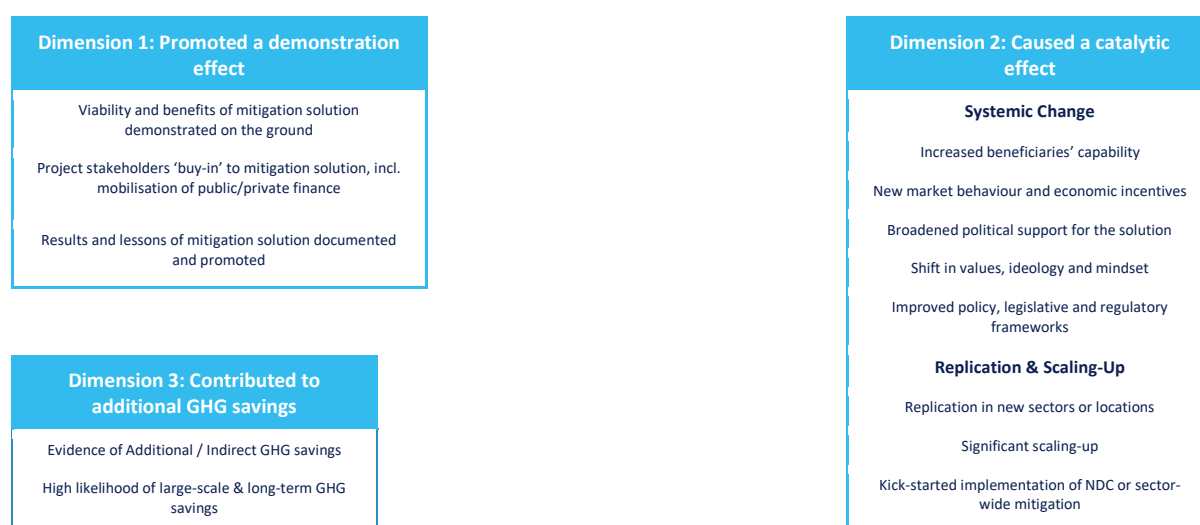 Dimension 1: Promoted a demonstration
effect
Viability and benefits of mitigation solution
demonstrated on the ground
Project stakeholders ‘buy-in’ to mitigation solution, incl.
mobilisation of public/private finance
Results and lessons of mitigation solution documented
and promoted
Dimension 2: Caused a catalytic
effect
Systemic Change
Increased beneficiaries’ capability
New market behaviour and economic incentives
Broadened political support for the solution
Shift in values, ideology and mindset
Improved policy, legislative and regulatory
frameworks
Replication & Scaling-Up
Replication in new sectors or locations
Significant scaling-up
Kick-started implementation of NDC or sector-
wide mitigation
Dimension 3: Contributed to
additional GHG savings
Evidence of Additional / Indirect GHG savings
High likelihood of large-scale & long-term GHG
savings